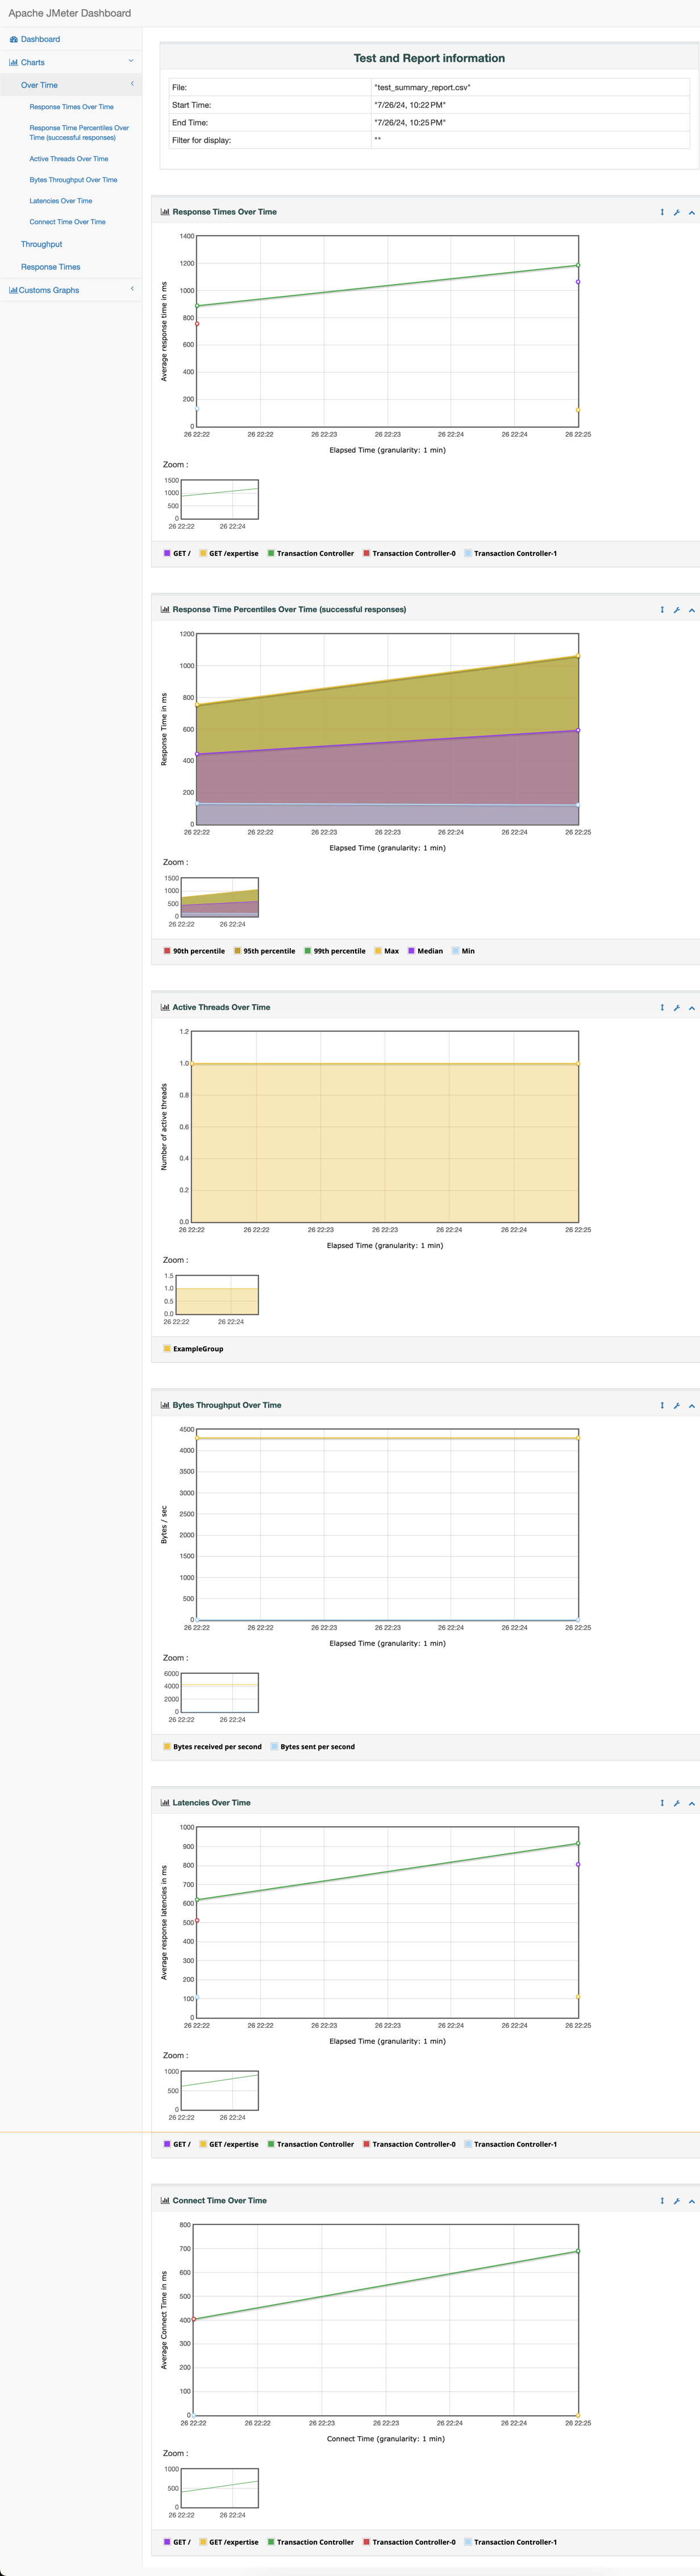 Apache JMeter Dashboard
Dashboard
Charts
Over Time
Response Times Over Time
Response Time Percentiles Over
Time (successful responses)
Active Threads Over Time
Bytes Throughput Over Time
Latencies Over Time
Connect Time Over Time
Throughput
Response Times
Customs Graphs
Test and Report information
File: "test_summary_report.csv"
Start Time: "7/26/24, 10:22 PM"
End Time: "7/26/24, 10:25 PM"
Filter for display: ""
Response Times Over Time
Average response time in ms
1400
1200
1000
800
600
400
200
0
26 22:22 26 22:22 26 22:23 26 22:23 26 22:24 26 22:24 26 22:25
Elapsed Time (granularity: 1 min)
Zoom :
1500
1000
500
0
26 22:22 26 22:24
GET / GET /expertise Transaction Controller Transaction Controller-0 Transaction Controller-1
Response Time Percentiles Over Time (successful responses)
Response Time in ms
1200
1000
800
600
400
200
0
26 22:22 26 22:22 26 22:23 26 22:23 26 22:24 26 22:24 26 22:25
Elapsed Time (granularity: 1 min)
Zoom :
1500
1000
500
0
26 22:22 26 22:24
90th percentile 95th percentile 99th percentile Max Median Min
Active Threads Over Time
Number of active threads
1.2
1.0
0.8
0.6
0.4
0.2
0.0
26 22:22 26 22:22 26 22:23 26 22:23 26 22:24 26 22:24 26 22:25
Elapsed Time (granularity: 1 min)
Zoom :
1.5
1.0
0.5
0.0
26 22:22 26 22:24
ExampleGroup
Bytes Throughput Over Time
Bytes / sec
4500
4000
3500
3000
2500
2000
1500
1000
500
0
26 22:22 26 22:22 26 22:23 26 22:23 26 22:24 26 22:24 26 22:25
Elapsed Time (granularity: 1 min)
Zoom :
6000
4000
2000
0
26 22:22 26 22:24
Bytes received per second Bytes sent per second
Latencies Over Time
Average response latencies in ms
1000
900
800
700
600
500
400
300
200
100
0
26 22:22 26 22:22 26 22:23 26 22:23 26 22:24 26 22:24 26 22:25
Elapsed Time (granularity: 1 min)
Zoom :
1000
500
0
26 22:22 26 22:24
GET / GET /expertise Transaction Controller Transaction Controller-0 Transaction Controller-1
Connect Time Over Time
Average Connect Time in ms
800
700
600
500
400
300
200
100
0
26 22:22 26 22:22 26 22:23 26 22:23 26 22:24 26 22:24 26 22:25
Connect Time (granularity: 1 min)
Zoom :
1000
500
0
26 22:22 26 22:24
GET / GET /expertise Transaction Controller Transaction Controller-0 Transaction Controller-1